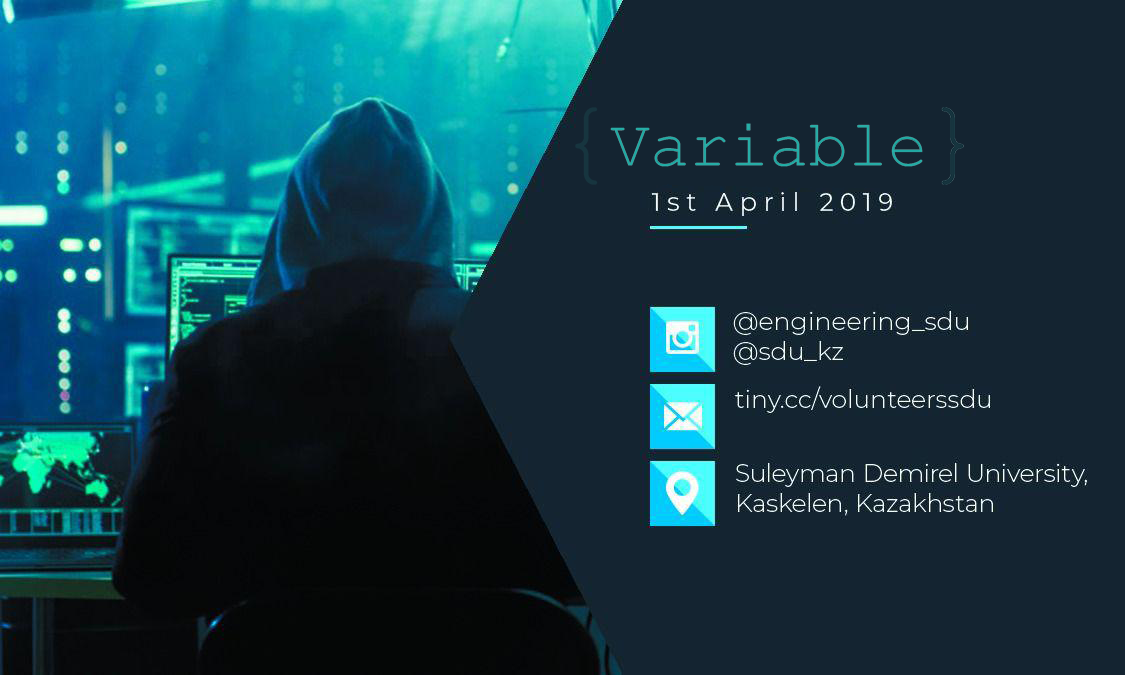 {Variable}
1st April 2019
@engineering_sdu
@sdu_kz
tiny.cc/volunteerssdu
Suleyman Demirel University,
Kaskelen, Kazakhstan